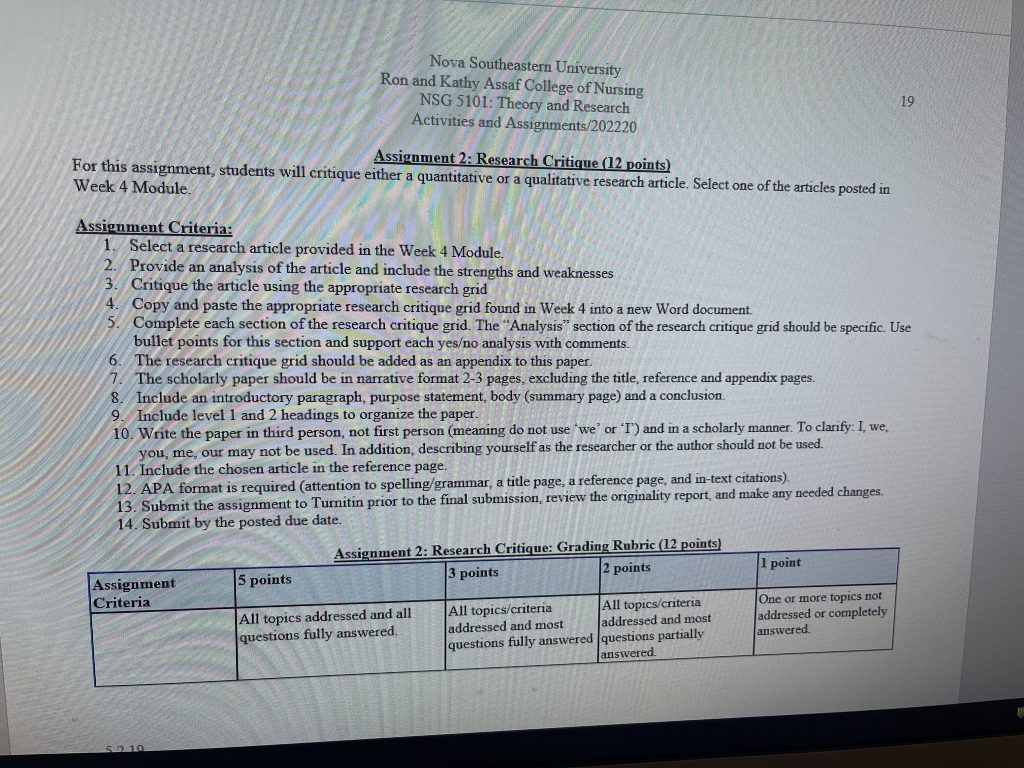 Nova Southeastern University
Ron and Kathy Assaf College of Nursing
NSG 5101: Theory and Research
Activities and Assignments/202220
19
Assignment 2: Research Critique (12 points)
For this assignment, students will critique either a quantitative or a qualitative research article. Select one of the articles posted in
Week 4 Module.
Assignment Criteria:
1. Select a research article provided in the Week 4 Module.
2. Provide an analysis of the article and include the strengths and weaknesses
3. Critique the article using the appropriate research grid
4. Copy and paste the appropriate research critique grid found in Week 4 into a new Word document.
5. Complete each section of the research critique grid. The "Analysis" section of the research critique grid should be specific. Use
bullet points for this section and support each yes/no analysis with comments.
6. The research critique grid should be added as an appendix to this paper.
7. The scholarly paper should be in narrative format 2-3 pages, excluding the title, reference and appendix pages.
8. Include an introductory paragraph, purpose statement, body (summary page) and a conclusion.
9. Include level 1 and 2 headings to organize the paper.
10. Write the paper in third person, not first person (meaning do not use 'we' or 'I') and in a scholarly manner. To clarify: I, we,
you, me, our may not be used. In addition, describing yourself as the researcher or the author should not be used.
11. Include the chosen article in the reference page.
12. APA format is required (attention to spelling/grammar, a title page, a reference page, and in-text citations).
13. Submit the assignment to Turnitin prior to the final submission, review the originality report, and make any needed changes.
14. Submit by the posted due date.
Assignment 2: Research Critique: Grading Rubric (12 points)
Assignment
Criteria
5 points
3 points
2 points
1 point
All topics addressed and all
questions fully answered.
All topics/criteria
addressed and most
questions fully answered
All topics/criteria
addressed and most
questions partially
answered.
One or more topics not
addressed or completely
answered.